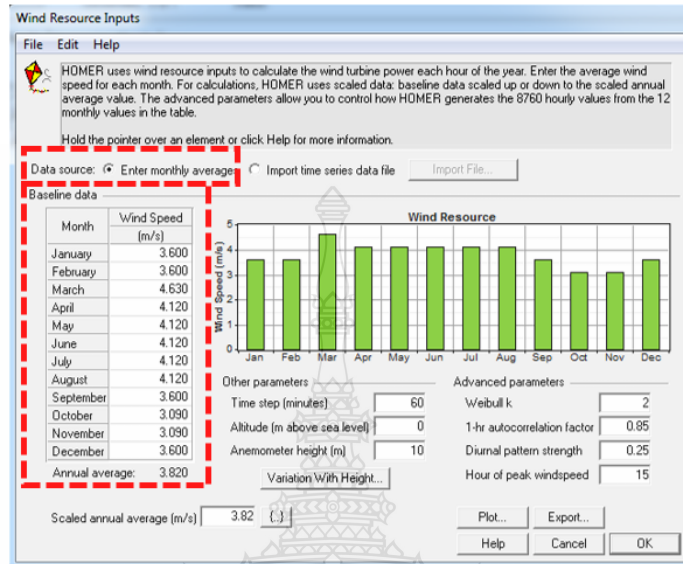 Wind Resource Inputs
File Edit Help
HOMER uses wind resource inputs to calculate the wind turbine power each hour of the year. Enter the average wind
speed for each month. For calculations, HOMER uses scaled data: baseline data scaled up or down to the scaled annual
average value. The advanced parameters allow you to control how HOMER generates the 8760 hourly values from the 12
monthly values in the table.
Hold the pointer over an element or click Help for more information.
Data source: Enter monthly averages Import time series data file Import File...
Baseline data
Month Wind Speed
(m/s)
January 3.600
February 3.600
March 4.630
April 4.120
May 4.120
June 4.120
July 4.120
August 4.120
September 3.600
October 3.090
November 3.090
December 3.600
Annual average: 3.820
Wind Resource
Wind Speed (m/s)
5
4
3
2
1
0
Jan Feb Mar Apr May Jun Jul Aug Sep Oct Nov Dec
Other parameters
Time step (minutes) 60
Altitude (m above sea level) 0
Anemometer height (m) 10
Variation With Height...
Advanced parameters
Weibull k 2
1-hr autocorrelation factor 0.85
Diurnal pattern strength 0.25
Hour of peak windspeed 15
Scaled annual average (m/s) 3.82 {..}
Plot... Export...
Help Cancel OK